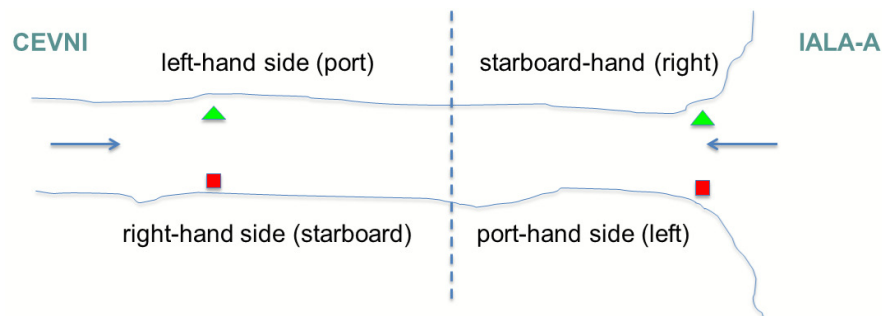 CEVNI
IALA-A
left-hand side (port)
starboard-hand (right)
right-hand side (starboard)
port-hand side (left)